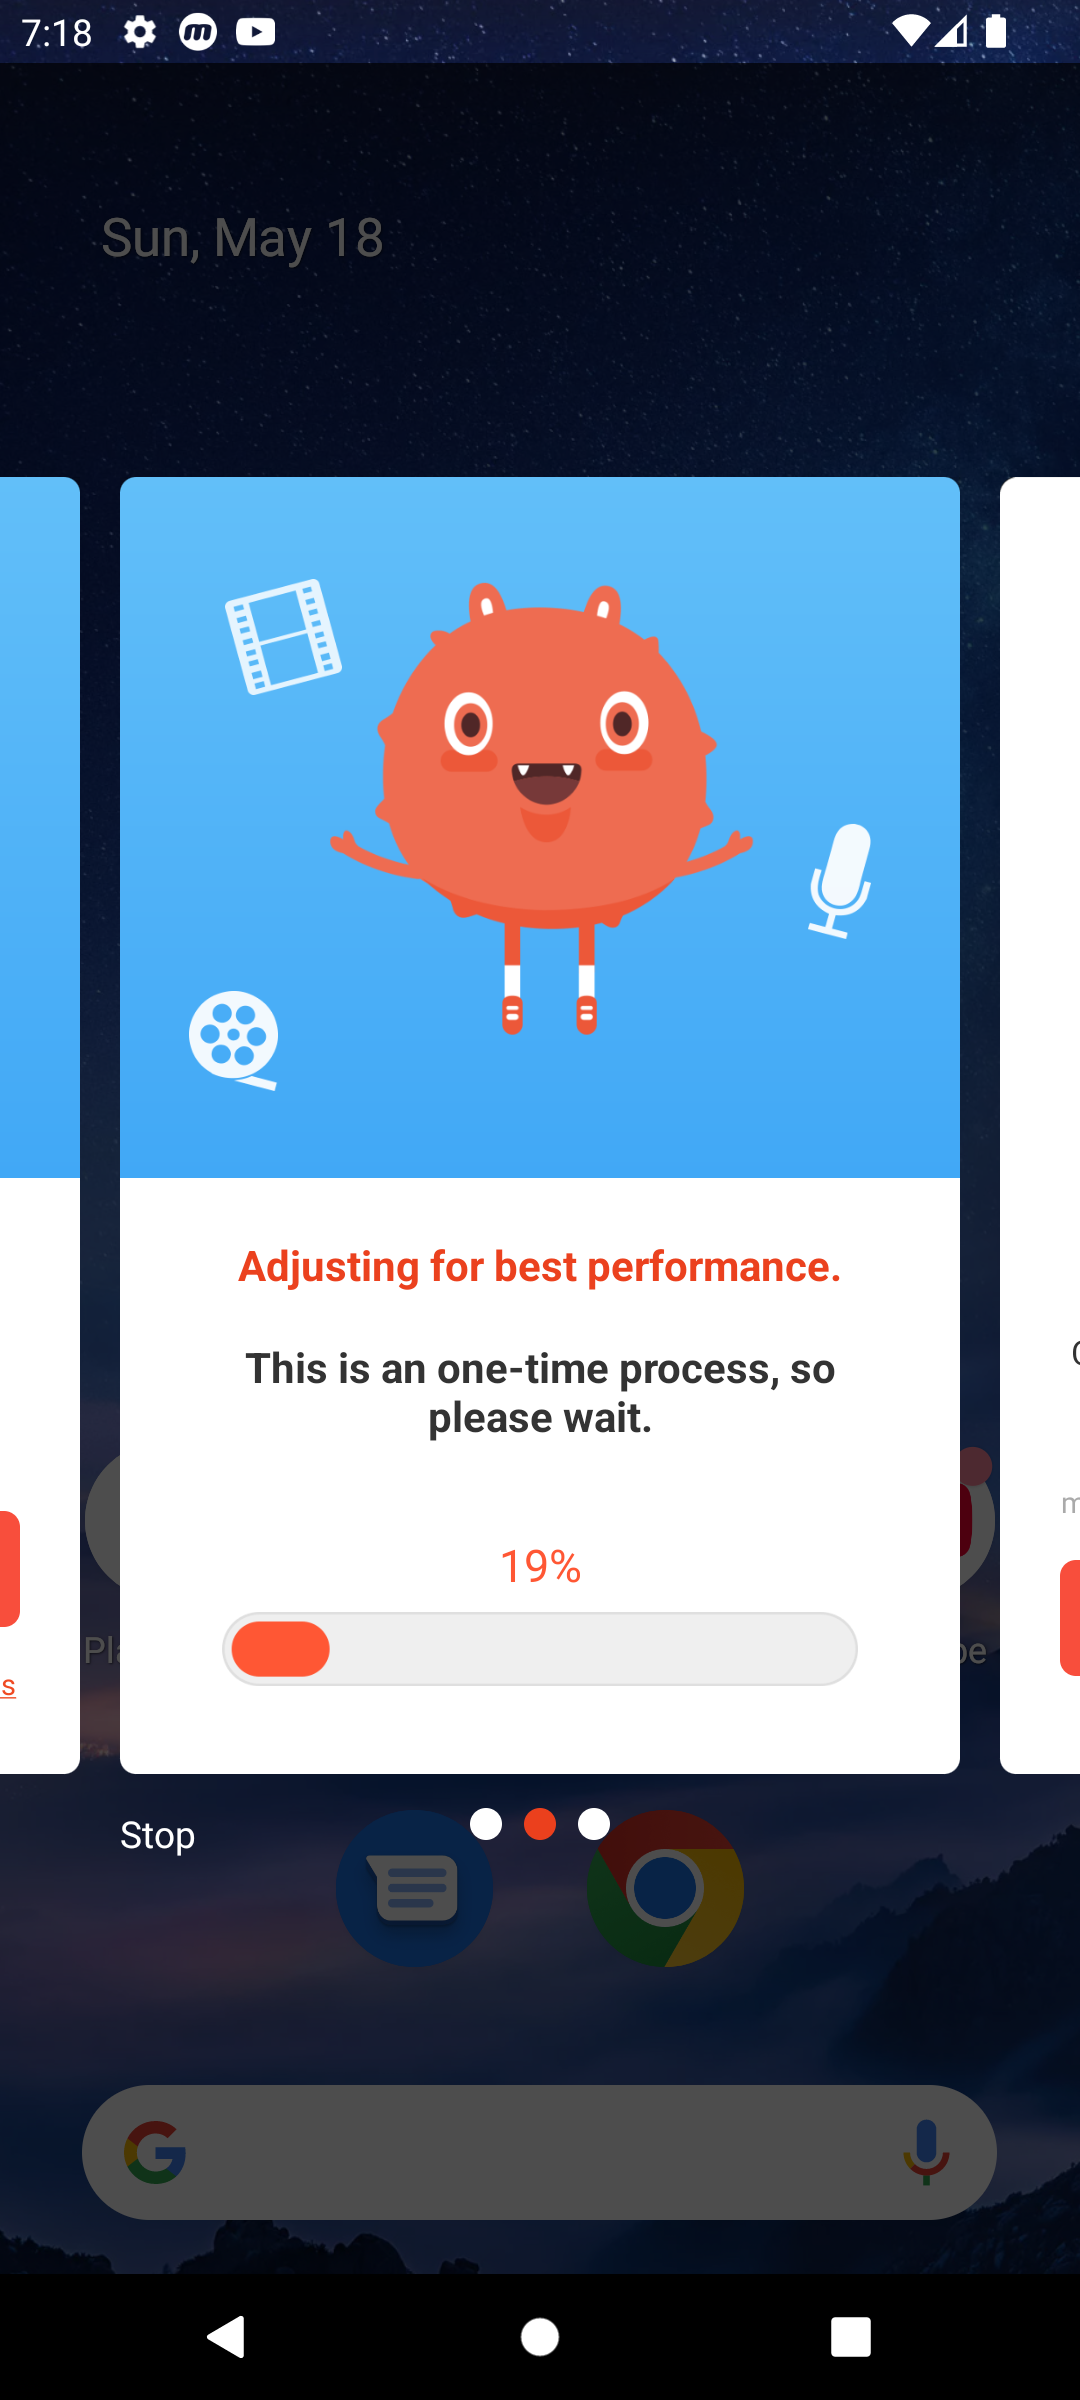 7:18
Sun, May 18
Adjusting for best performance.
This is an one-time process, so
please wait.
19%
s
m
Stop